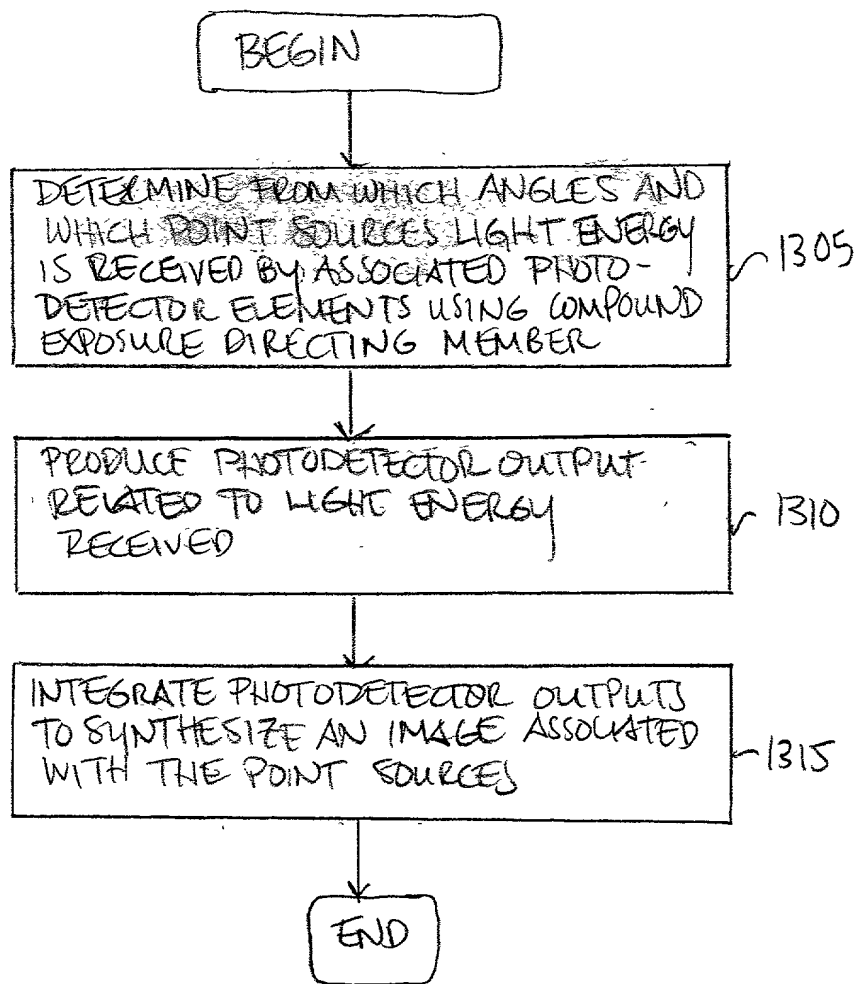 BEGIN
DETERMINE FROM WHICH ANGLES AND
WHICH POINT SOURCES LIGHT ENERGY
IS RECEIVED BY ASSOCIATED PHOTO-
DETECTOR ELEMENTS USING COMPOUND
EXPOSURE DIRECTING MEMBER
1305
PRODUCE PHOTODETECTOR OUTPUT
RELATED TO LIGHT ENERGY
RECEIVED
1310
INTEGRATE PHOTODETECTOR OUTPUTS
TO SYNTHESIZE AN IMAGE ASSOCIATED
WITH THE POINT SOURCES
1315
END